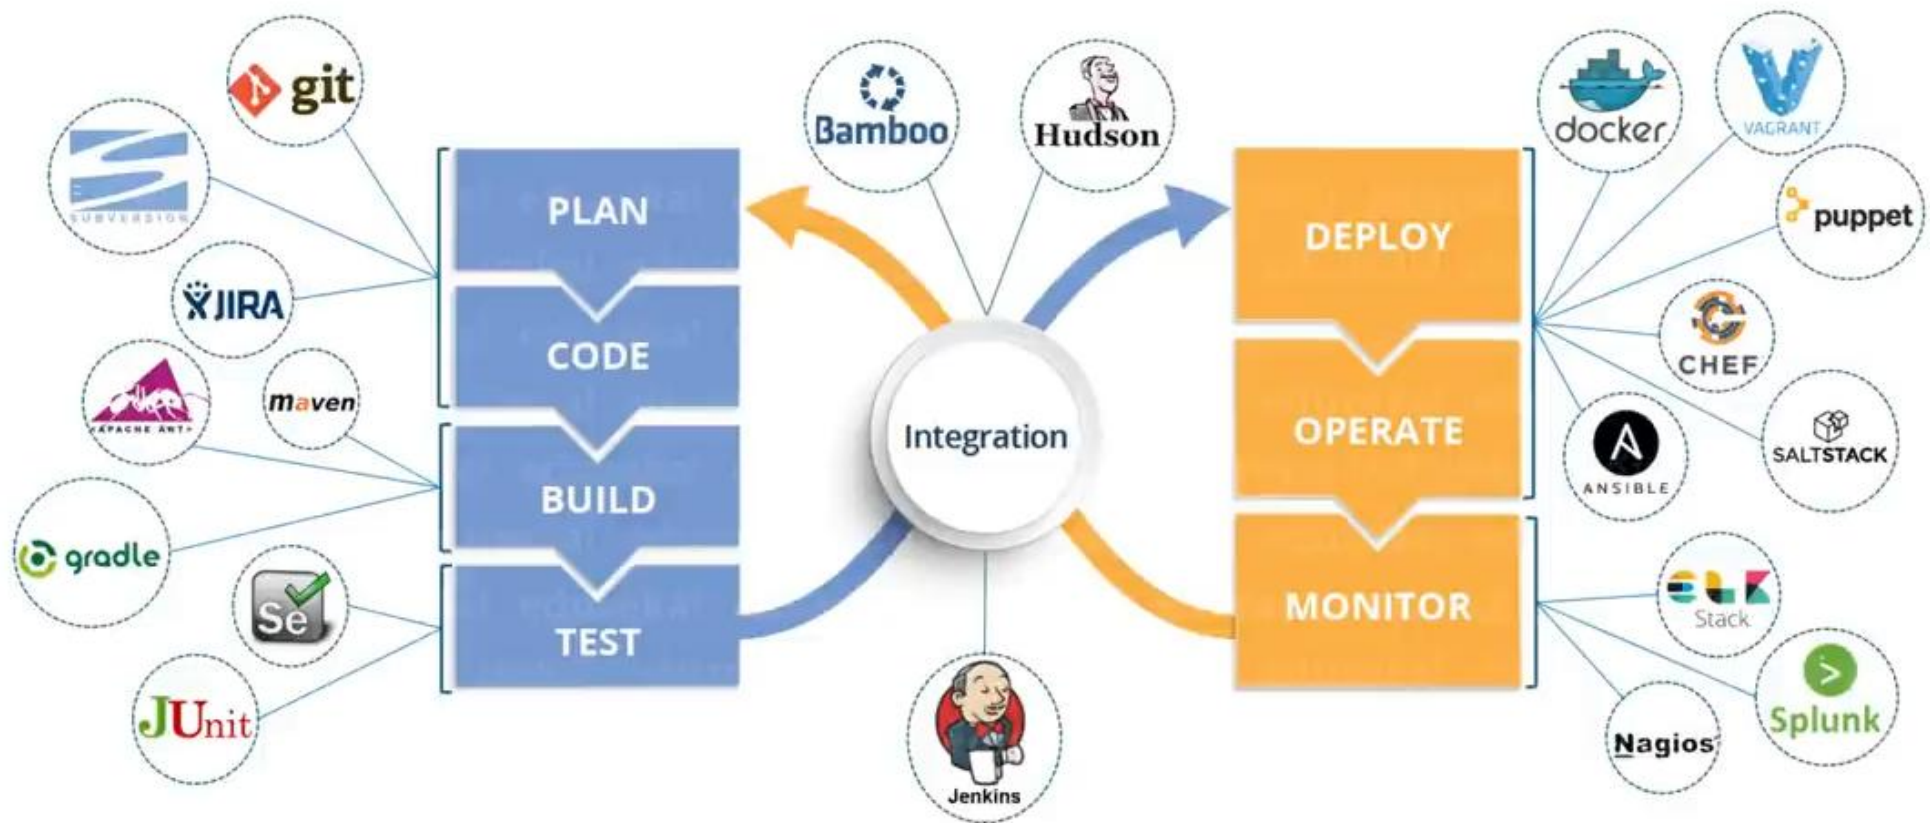 git
SUBVERSION
JIRA
APACHE ANT
maven
gradle
Se
JUnit
PLAN
CODE
BUILD
TEST
Bamboo
Hudson
Integration
Jenkins
DEPLOY
OPERATE
MONITOR
docker
VAGRANT
puppet
CHEF
SALTSTACK
ANSIBLE
eLK
Stack
Splunk
Nagios